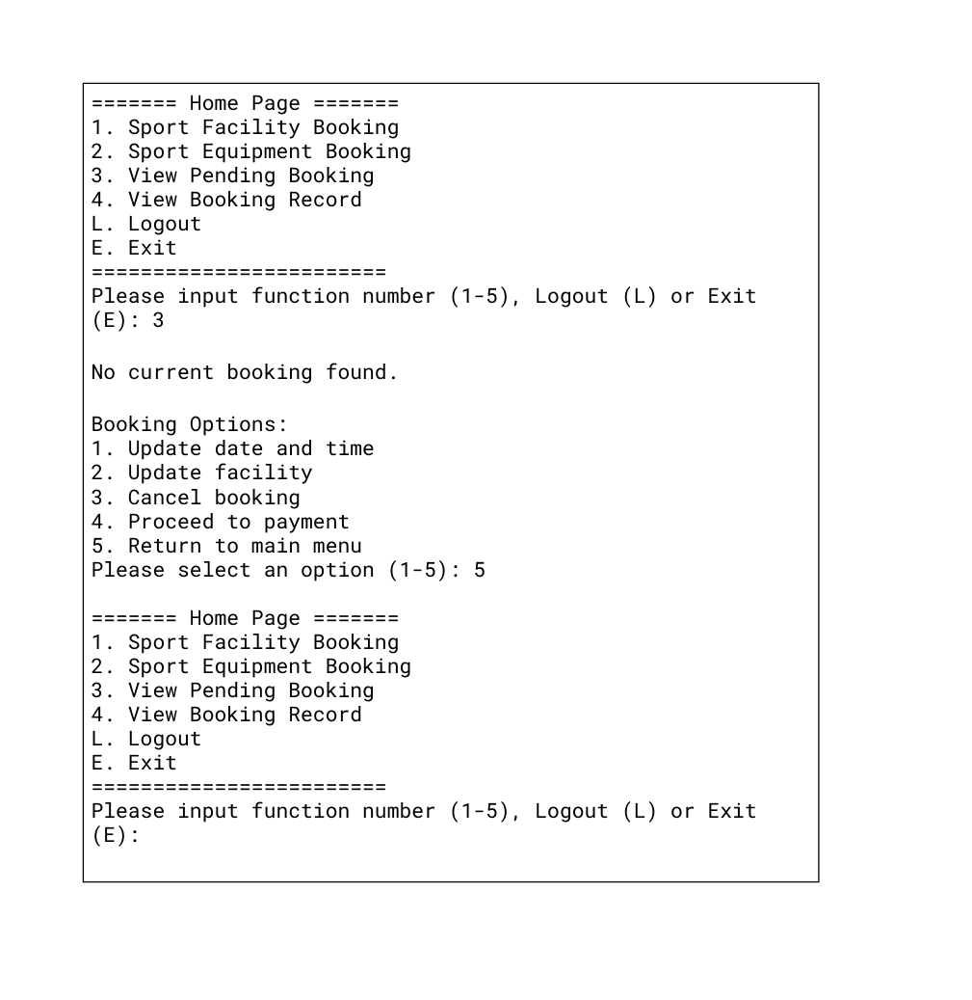 ======= Home Page =======
1. Sport Facility Booking
2. Sport Equipment Booking
3. View Pending Booking
4. View Booking Record
L. Logout
E. Exit
========================
Please input function number (1-5), Logout (L) or Exit
(E): 3
No current booking found.
Booking Options:
1. Update date and time
2. Update facility
3. Cancel booking
4. Proceed to payment
5. Return to main menu
Please select an option (1-5): 5
======= Home Page =======
1. Sport Facility Booking
2. Sport Equipment Booking
3. View Pending Booking
4. View Booking Record
L. Logout
E. Exit
========================
Please input function number (1-5), Logout (L) or Exit
(E):